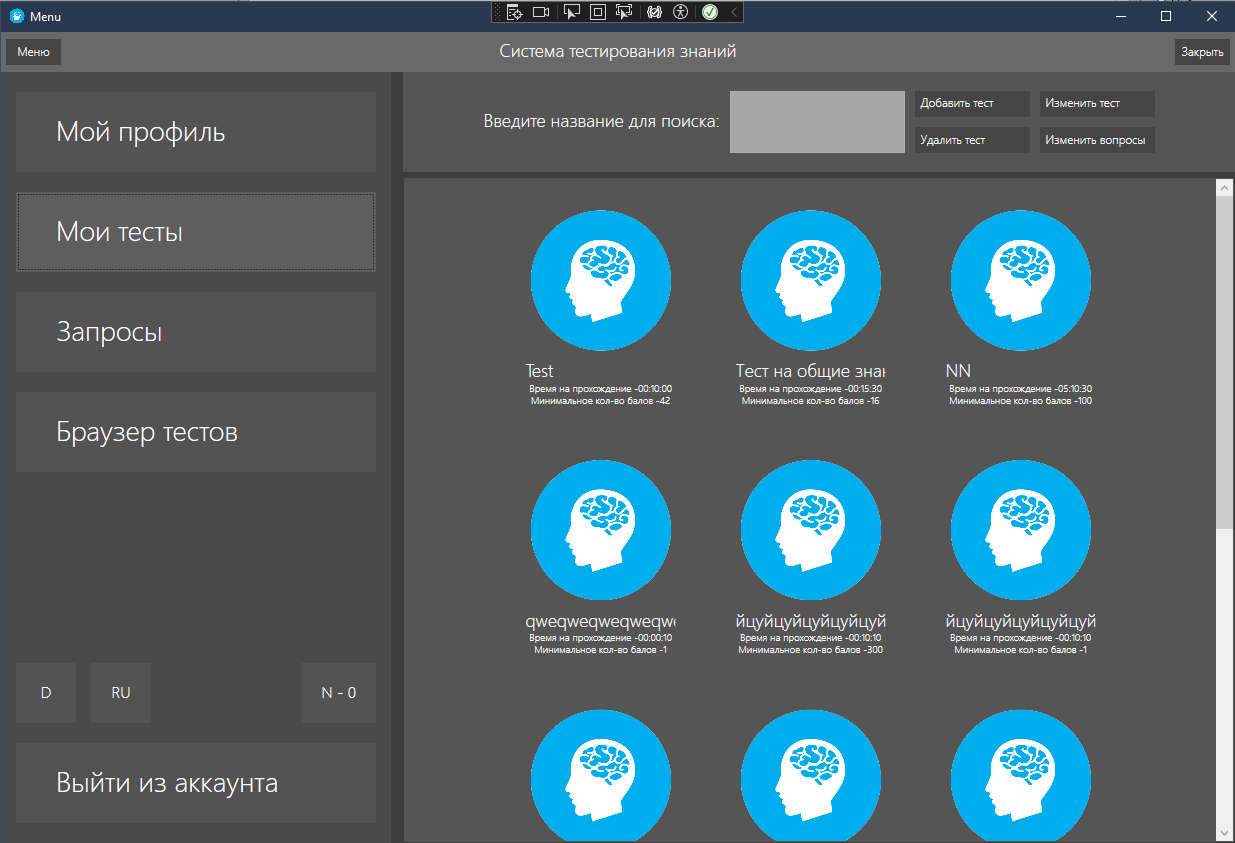 Menu
Меню
Система тестирования знаний
Закрыть
Мой профиль
Мои тесты
Запросы
Браузер тестов
D
RU
N - 0
Выйти из аккаунта
Введите название для поиска:
Добавить тест
Изменить тест
Удалить тест
Изменить вопросы
Test
Время на прохождение -00:10:00
Минимальное кол-во балов -42
Тест на общие знан
Время на прохождение -00:15:30
Минимальное кол-во балов -16
NN
Время на прохождение -05:10:30
Минимальное кол-во балов -100
qweqweqweqweqwe
Время на прохождение -00:00:10
Минимальное кол-во балов -1
йцуйцуйцуйцуйцуй
Время на прохождение -00:10:10
Минимальное кол-во балов -300
йцуйцуйцуйцуйцуй
Время на прохождение -00:10:10
Минимальное кол-во балов -1